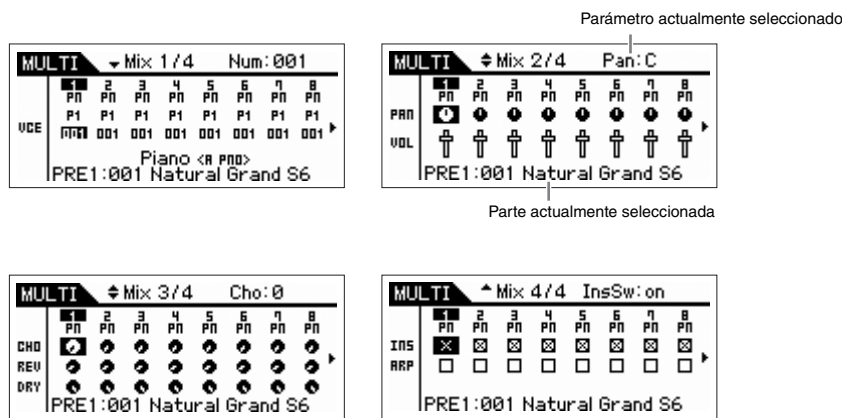 Parámetro actualmente seleccionado
MULTI Mix 1/4 Num:001
1 2 3 4 5 6 7 8
Pn Pn Pn Pn Pn Pn Pn Pn
P1 P1 P1 P1 P1 P1 P1 P1
VCE 001 001 001 001 001 001 001 001
Piano <A PNO>
PRE1:001 Natural Grand S6
MULTI Mix 2/4 Pan:C
1 2 3 4 5 6 7 8
Pn Pn Pn Pn Pn Pn Pn Pn
PAN
VOL
PRE1:001 Natural Grand S6
Parte actualmente seleccionada
MULTI Mix 3/4 Cho:0
1 2 3 4 5 6 7 8
Pn Pn Pn Pn Pn Pn Pn Pn
CHO
REV
DRY
PRE1:001 Natural Grand S6
MULTI Mix 4/4 InsSw:on
1 2 3 4 5 6 7 8
Pn Pn Pn Pn Pn Pn Pn Pn
INS
ARP
PRE1:001 Natural Grand S6